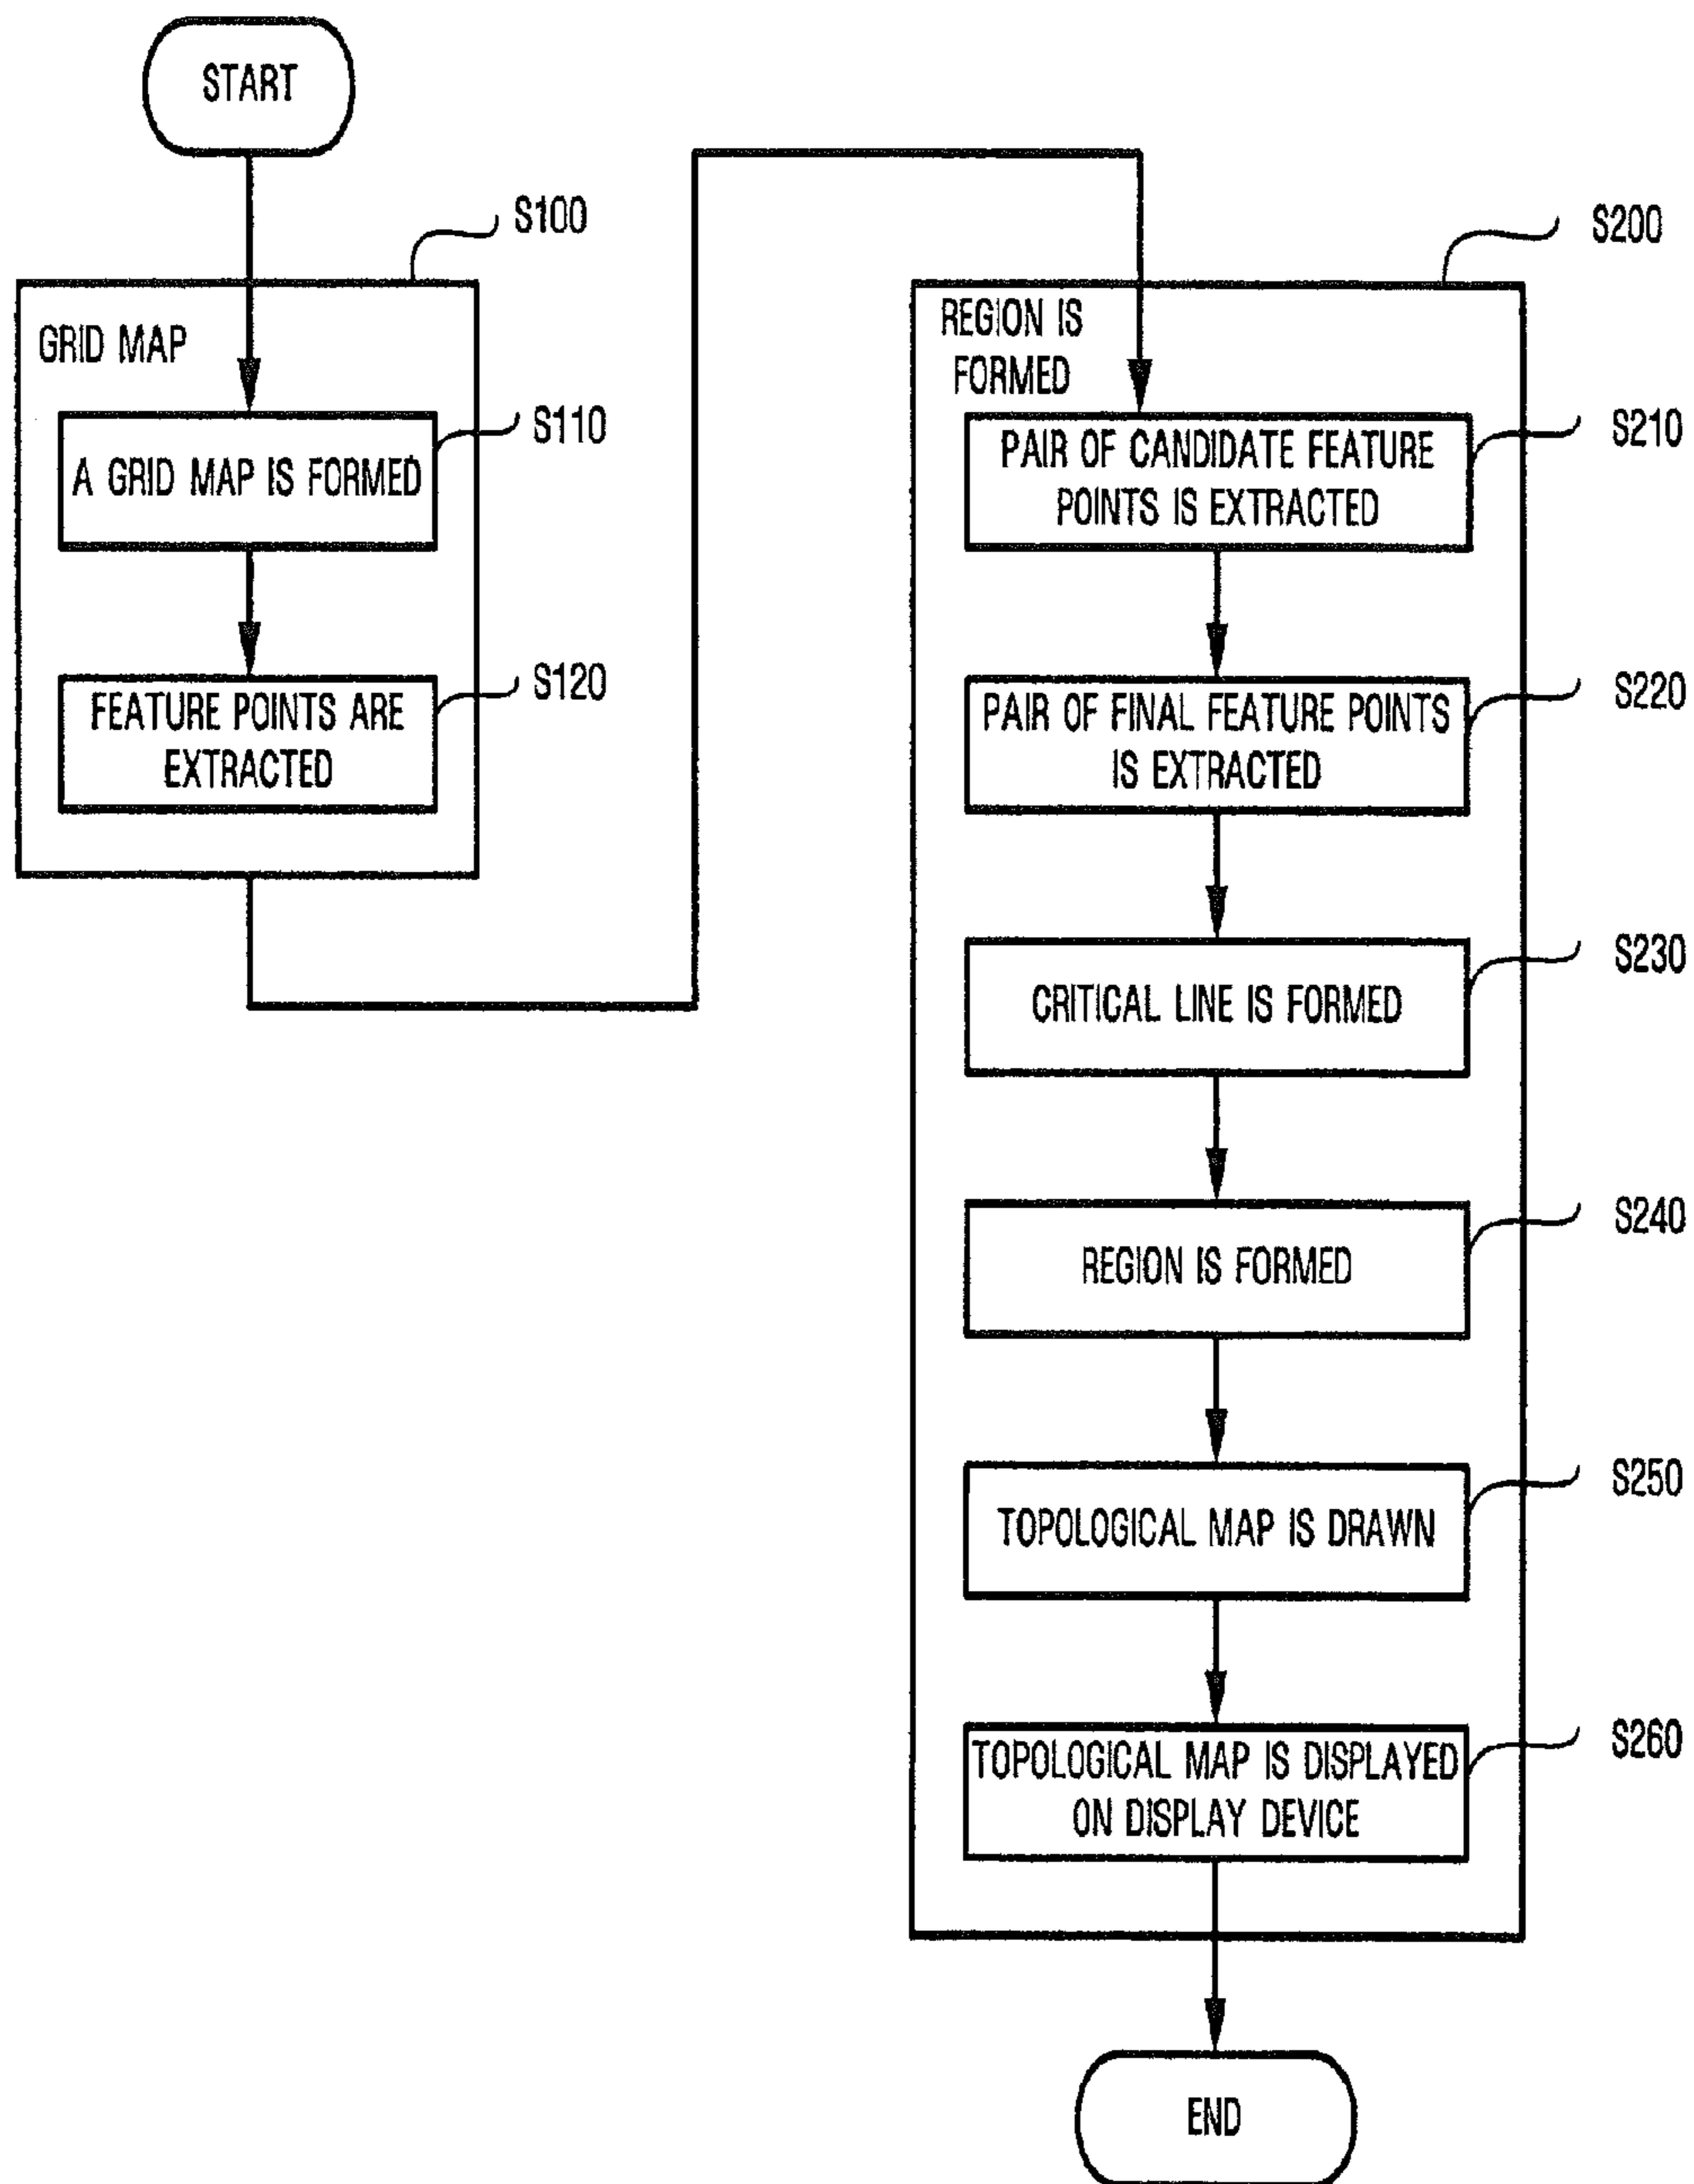 START
S100
GRID MAP
S110
A GRID MAP IS FORMED
S120
FEATURE POINTS ARE
EXTRACTED
S200
REGION IS
FORMED
S210
PAIR OF CANDIDATE FEATURE
POINTS IS EXTRACTED
S220
PAIR OF FINAL FEATURE POINTS
IS EXTRACTED
S230
CRITICAL LINE IS FORMED
S240
REGION IS FORMED
S250
TOPOLOGICAL MAP IS DRAWN
S260
TOPOLOGICAL MAP IS DISPLAYED
ON DISPLAY DEVICE
END